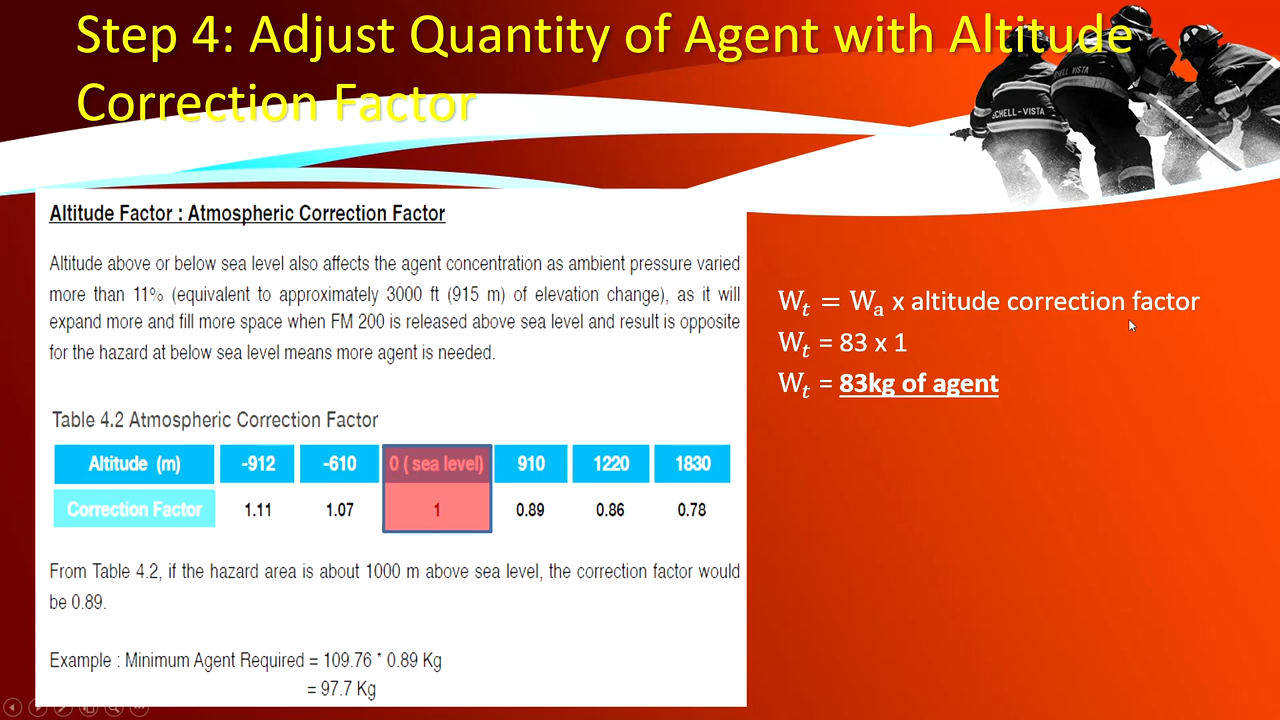 Step 4: Adjust Quantity of Agent with Altitude
Correction Factor
SCHELL-VISTA
SCHELL VISTA
Altitude Factor : Atmospheric Correction Factor
Altitude above or below sea level also affects the agent concentration as ambient pressure varied
more than 11% (equivalent to approximately 3000 ft (915 m) of elevation change), as it will
expand more and fill more space when FM 200 is released above sea level and result is opposite
for the hazard at below sea level means more agent is needed.
Table 4.2 Atmospheric Correction Factor
Altitude (m) -912 -610 0 ( sea level) 910 1220 1830
Correction Factor 1.11 1.07 1 0.89 0.86 0.78
From Table 4.2, if the hazard area is about 1000 m above sea level, the correction factor would
be 0.89.
Example : Minimum Agent Required = 109.76 * 0.89 Kg
= 97.7 Kg
Wt = Wa x altitude correction factor
Wt = 83 x 1
Wt = 83kg of agent